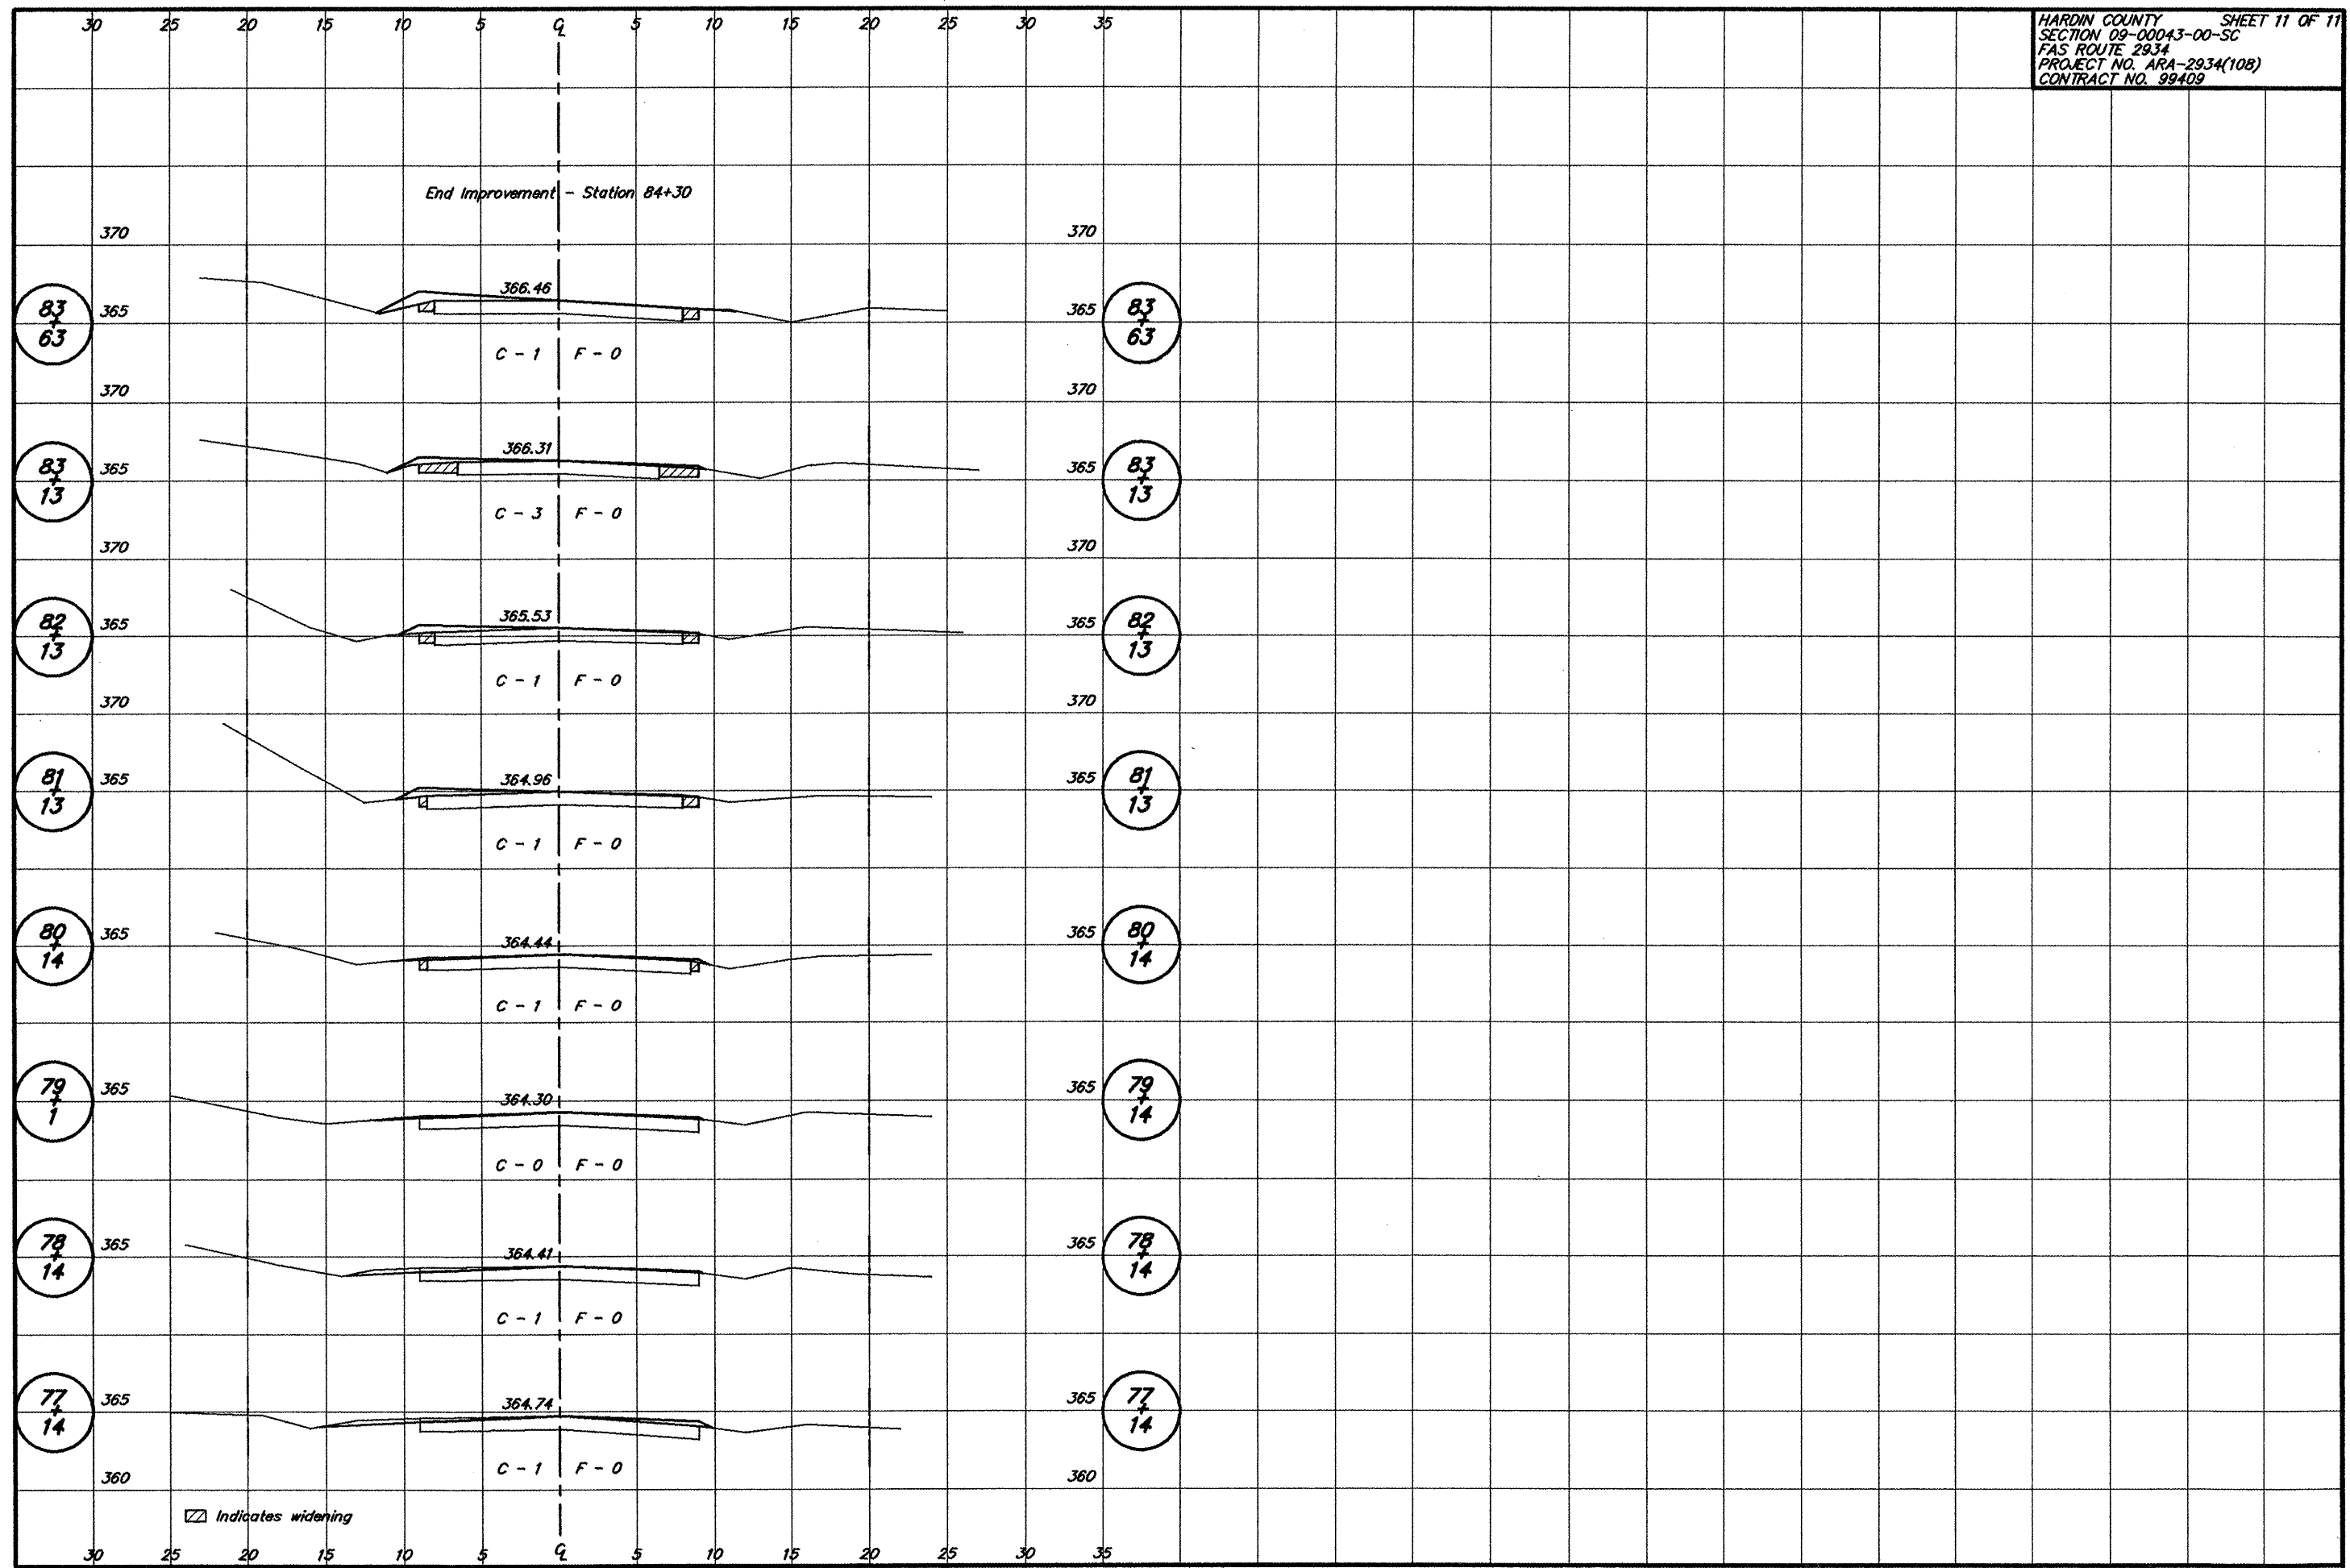 30 25 20 15 10 5 ℄ 5 10 15 20 25 30 35
HARDIN COUNTY SHEET 11 OF 11
SECTION 09-00043-00-SC
FAS ROUTE 2934
PROJECT NO. ARA-2934(108)
CONTRACT NO. 99409
End Improvement - Station 84+30
370 370
366.46
83 + 63 365 365 83 + 63
C - 1 F - 0
370 370
366.31
83 + 13 365 365 83 + 13
C - 3 F - 0
370 370
365.53
82 + 13 365 365 82 + 13
C - 1 F - 0
370 370
364.96
81 + 13 365 365 81 + 13
C - 1 F - 0
80 + 14 365 364.44 365 80 + 14
C - 1 F - 0
79 + 1 365 364.30 365 79 + 14
C - 0 F - 0
78 + 14 365 364.41 365 78 + 14
C - 1 F - 0
77 + 14 365 364.74 365 77 + 14
C - 1 F - 0
360 360
Indicates widening
30 25 20 15 10 5 ℄ 5 10 15 20 25 30 35